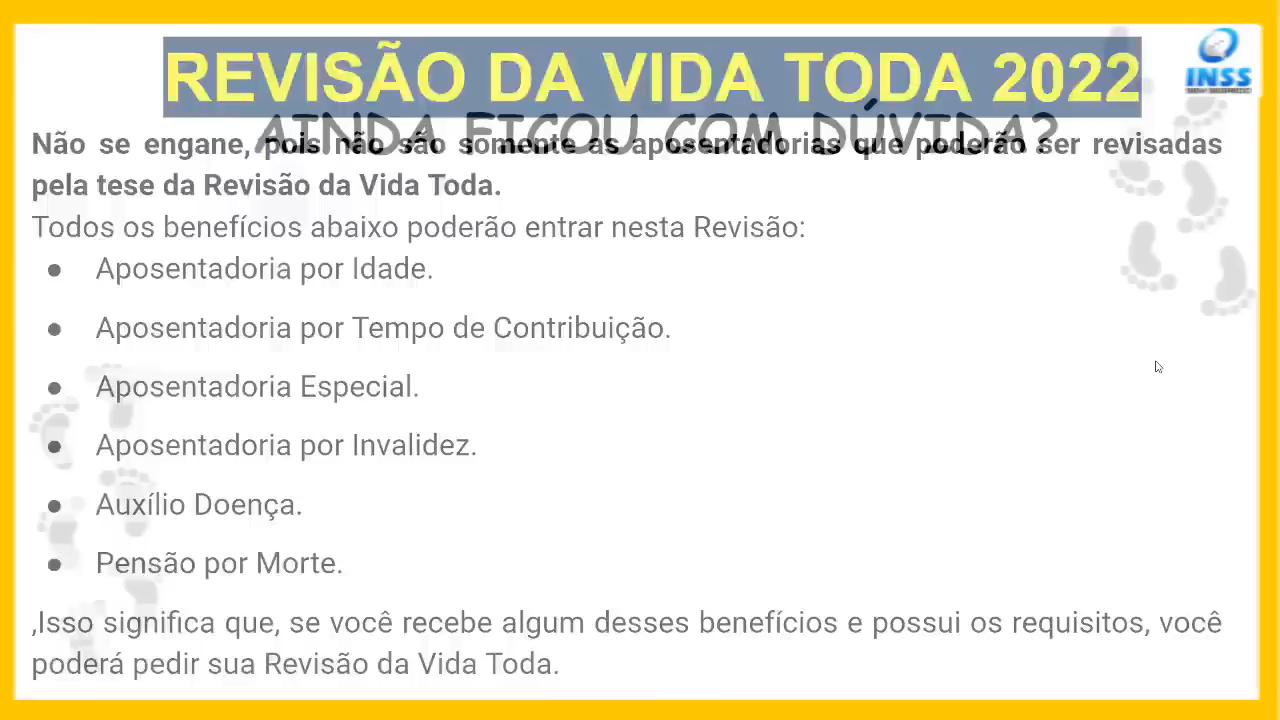 REVISÃO DA VIDA TODA 2022
INSS
AINDA FICOU COM DÚVIDA?
Não se engane, pois não são somente as aposentadorias que poderão ser revisadas
pela tese da Revisão da Vida Toda.
Todos os benefícios abaixo poderão entrar nesta Revisão:
● Aposentadoria por Idade.
● Aposentadoria por Tempo de Contribuição.
● Aposentadoria Especial.
● Aposentadoria por Invalidez.
● Auxílio Doença.
● Pensão por Morte.
,Isso significa que, se você recebe algum desses benefícios e possui os requisitos, você
poderá pedir sua Revisão da Vida Toda.